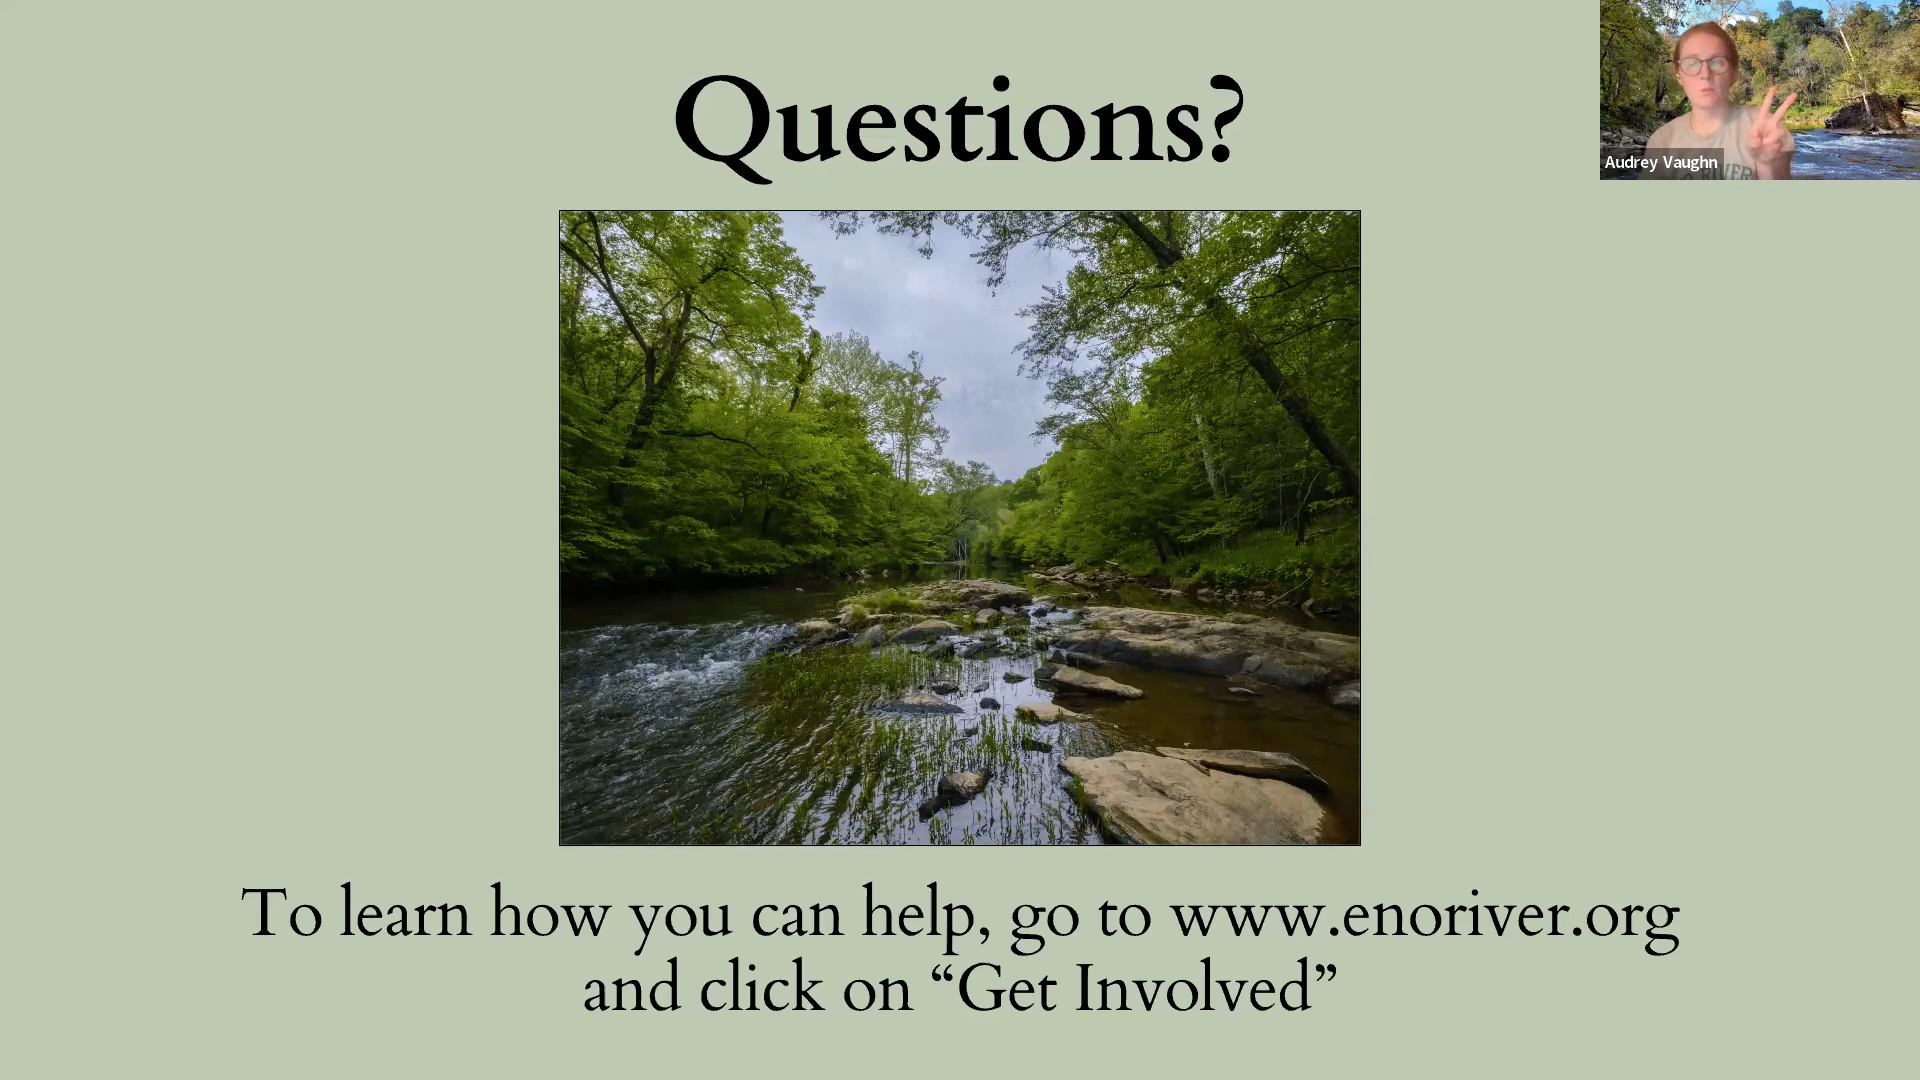 Questions?
Audrey Vaughn
RIVER
To learn how you can help, go to www.enoriver.org
and click on “Get Involved”